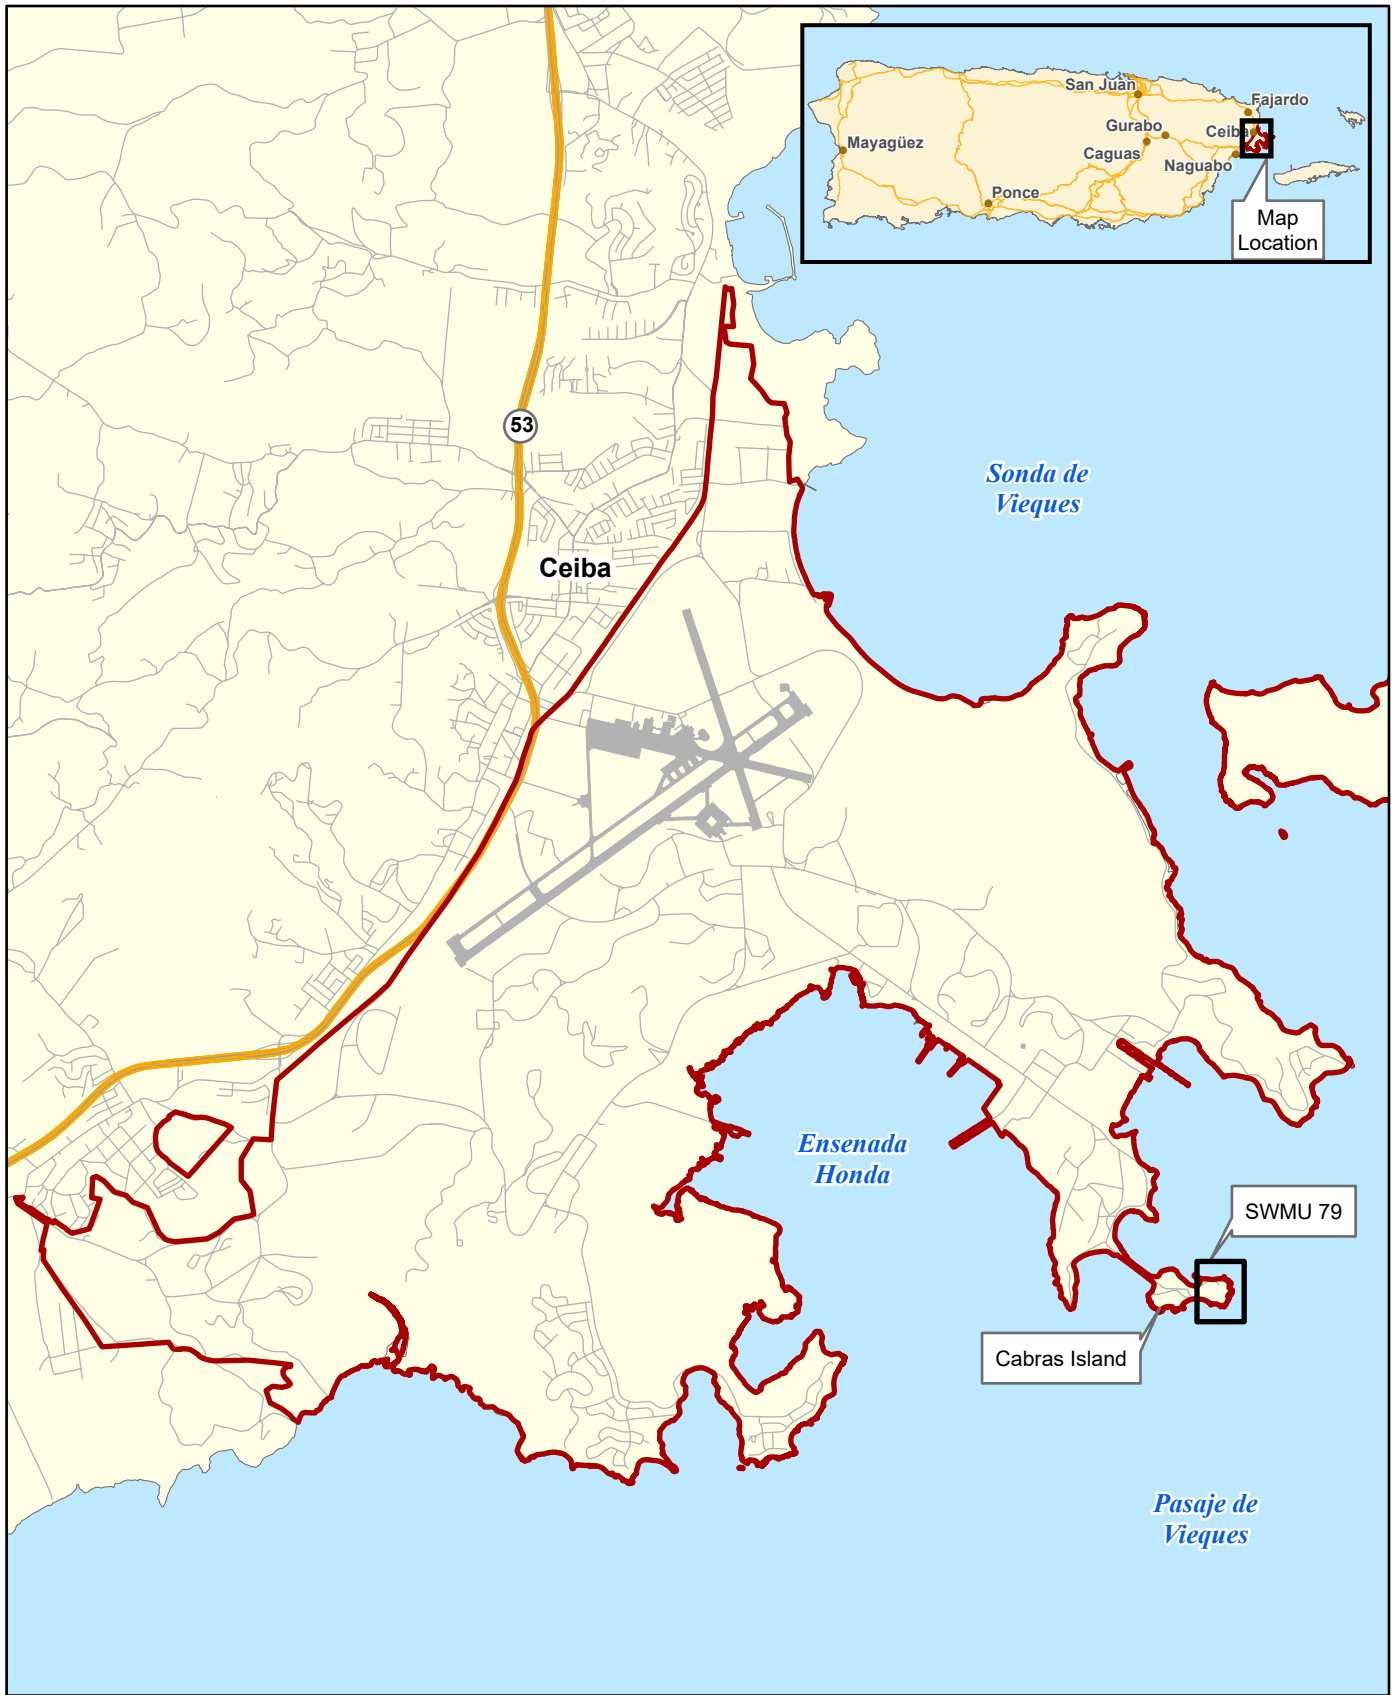 San Juan
Fajardo
Gurabo
Ceiba
Mayagüez
Caguas
Naguabo
Ponce
Map
Location
53
Sonda de
Vieques
Ceiba
Ensenada
Honda
SWMU 79
Cabras Island
Pasaje de
Vieques